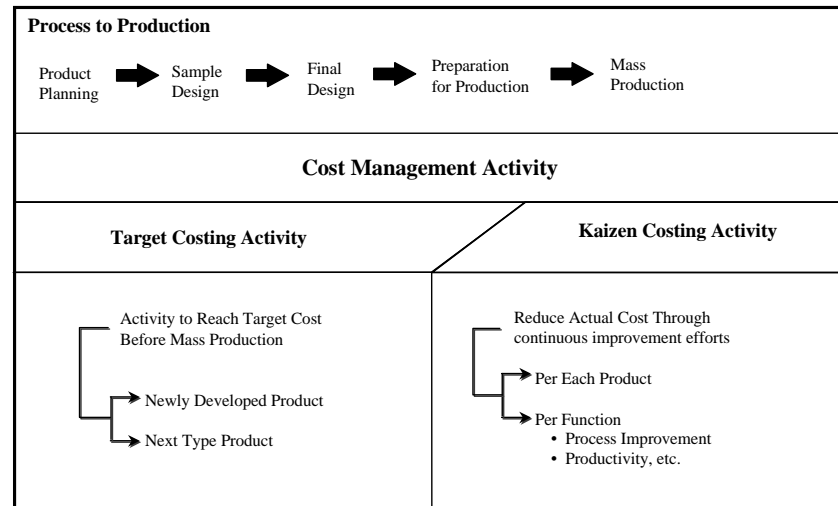 Process to Production
Product
Planning
Sample
Design
Final
Design
Preparation
for Production
Mass
Production
Cost Management Activity
Target Costing Activity
Kaizen Costing Activity
Activity to Reach Target Cost
Before Mass Production
Newly Developed Product
Next Type Product
Reduce Actual Cost Through
continuous improvement efforts
Per Each Product
Per Function
• Process Improvement
• Productivity, etc.